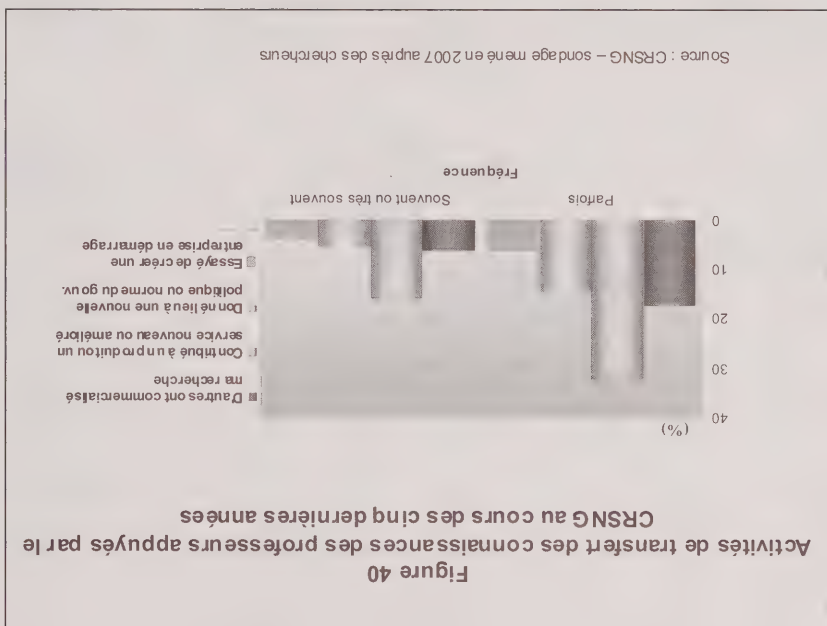 Figure 40
Activités de transfert des connaissances des professeurs appuyés par le
CRSNG au cours des cinq dernières années
(%)
40
30
20
10
0
Parfois
Souvent ou très souvent
Fréquence
D'autres ont commercialisé
ma recherche
Contribué à un produit ou un
service nouveau ou amélioré
Donné lieu à une nouvelle
politique ou norme du gouv.
Essayé de créer une
entreprise en démarrage
Source : CRSNG – sondage mené en 2007 auprès des chercheurs